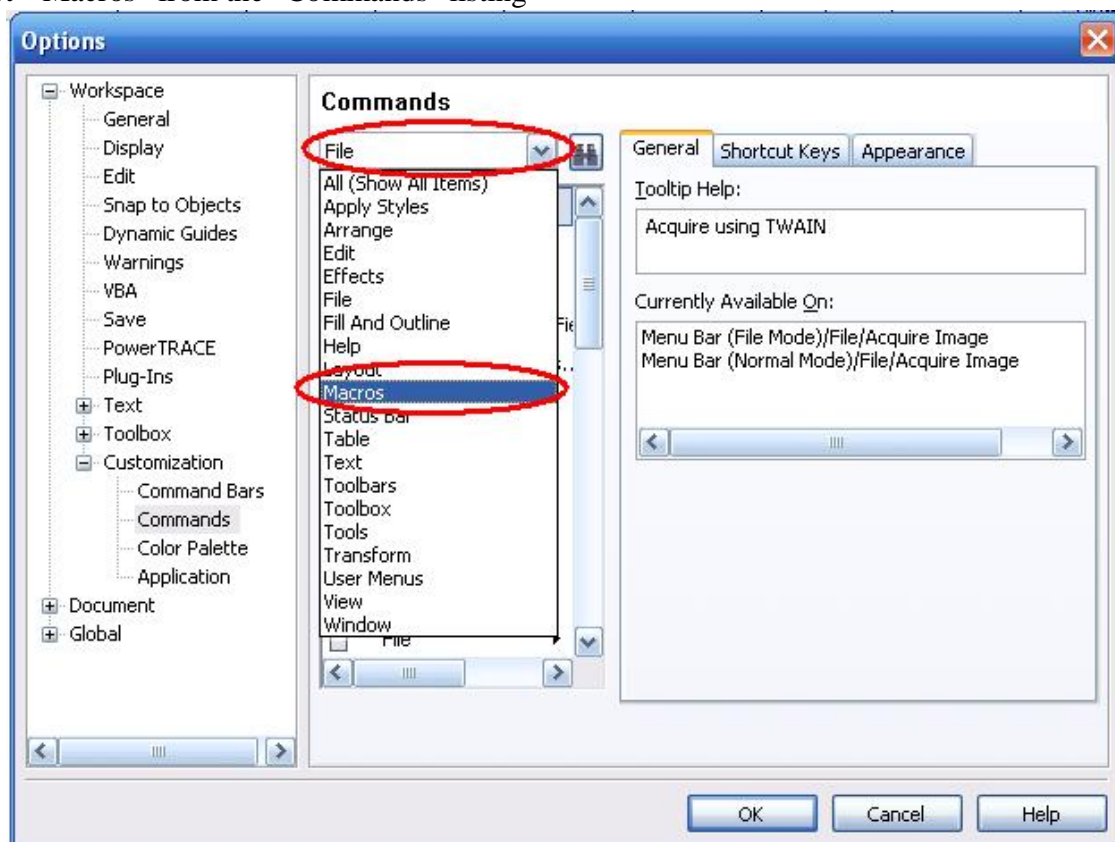 "Macros" from the "Commands" listing
Options
Workspace
General
Display
Edit
Snap to Objects
Dynamic Guides
Warnings
VBA
Save
PowerTRACE
Plug-Ins
Text
Toolbox
Customization
Command Bars
Commands
Color Palette
Application
Document
Global
Commands
File
All (Show All Items)
Apply Styles
Arrange
Edit
Effects
File
Fill And Outline
Help
Layout
Macros
Status Bar
Table
Text
Toolbars
Toolbox
Tools
Transform
User Menus
View
Window
File
General Shortcut Keys Appearance
Tooltip Help:
Acquire using TWAIN
Currently Available On:
Menu Bar (File Mode)/File/Acquire Image
Menu Bar (Normal Mode)/File/Acquire Image
OK Cancel Help